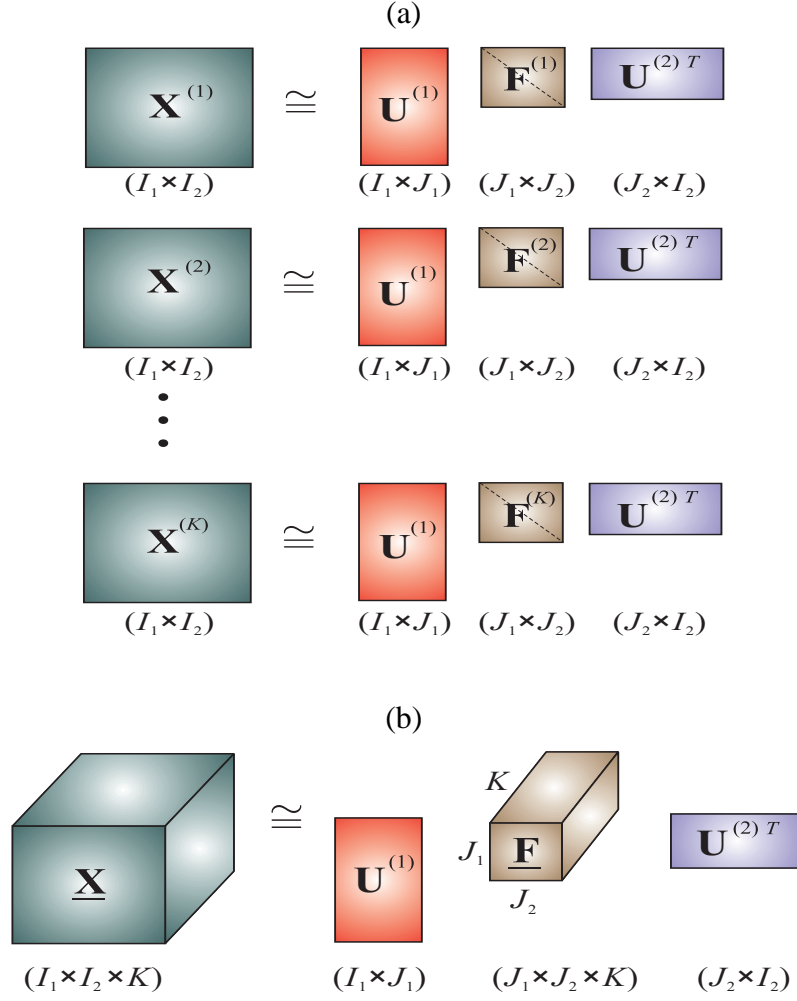 (a)
X(1) ≅ U(1) F(1) U(2) T
(I1×I2) (I1×J1) (J1×J2) (J2×I2)
X(2) ≅ U(1) F(2) U(2) T
(I1×I2) (I1×J1) (J1×J2) (J2×I2)
X(K) ≅ U(1) F(K) U(2) T
(I1×I2) (I1×J1) (J1×J2) (J2×I2)
(b)
K
X ≅ U(1) J1 F U(2) T
J2
(I1×I2×K) (I1×J1) (J1×J2×K) (J2×I2)